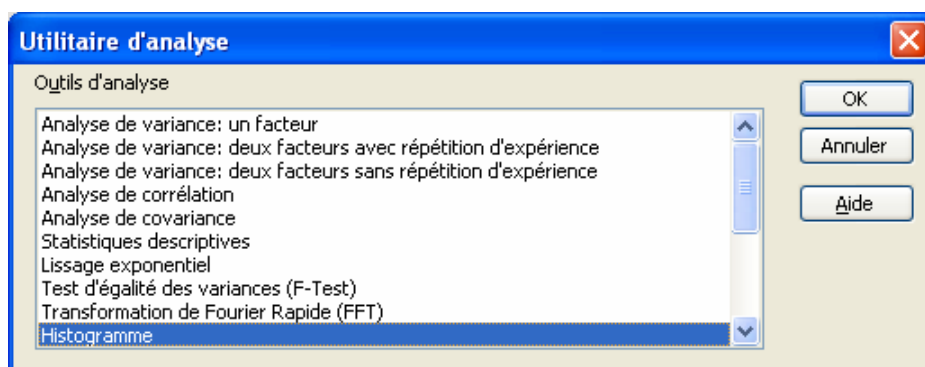 Utilitaire d'analyse
Outils d'analyse
Analyse de variance: un facteur
Analyse de variance: deux facteurs avec répétition d'expérience
Analyse de variance: deux facteurs sans répétition d'expérience
Analyse de corrélation
Analyse de covariance
Statistiques descriptives
Lissage exponentiel
Test d'égalité des variances (F-Test)
Transformation de Fourier Rapide (FFT)
Histogramme
OK
Annuler
Aide